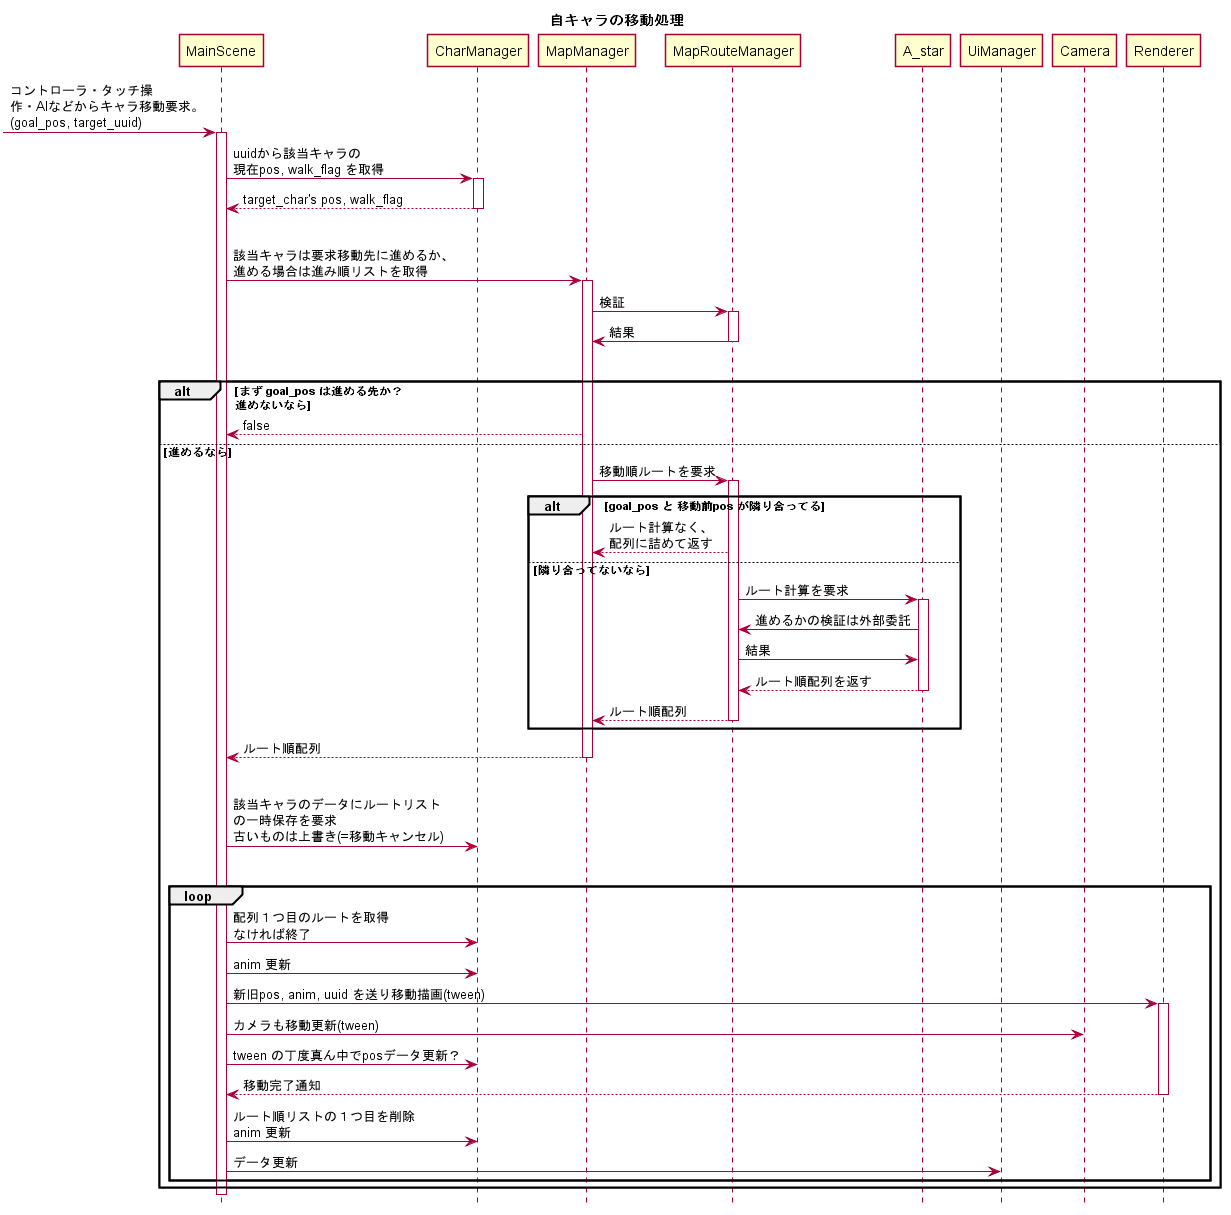 自キャラの移動処理
MainScene
CharManager
MapManager
MapRouteManager
A_star
UiManager
Camera
Renderer
コントローラ・タッチ操
作・AIなどからキャラ移動要求。
(goal_pos, target_uuid)
uuidから該当キャラの
現在pos, walk_flag を取得
target_char's pos, walk_flag
該当キャラは要求移動先に進めるか、
進める場合は進み順リストを取得
検証
結果
alt
[まず goal_pos は進める先か？
進めないなら]
false
[進めるなら]
移動順ルートを要求
alt
[goal_pos と 移動前pos が隣り合ってる]
ルート計算なく、
配列に詰めて返す
[隣り合ってないなら]
ルート計算を要求
進めるかの検証は外部委託
結果
ルート順配列を返す
ルート順配列
ルート順配列
該当キャラのデータにルートリスト
の一時保存を要求
古いものは上書き(=移動キャンセル)
loop
配列１つ目のルートを取得
なければ終了
anim 更新
新旧pos, anim, uuid を送り移動描画(tween)
カメラも移動更新(tween)
tween の丁度真ん中でposデータ更新？
移動完了通知
ルート順リストの１つ目を削除
anim 更新
データ更新